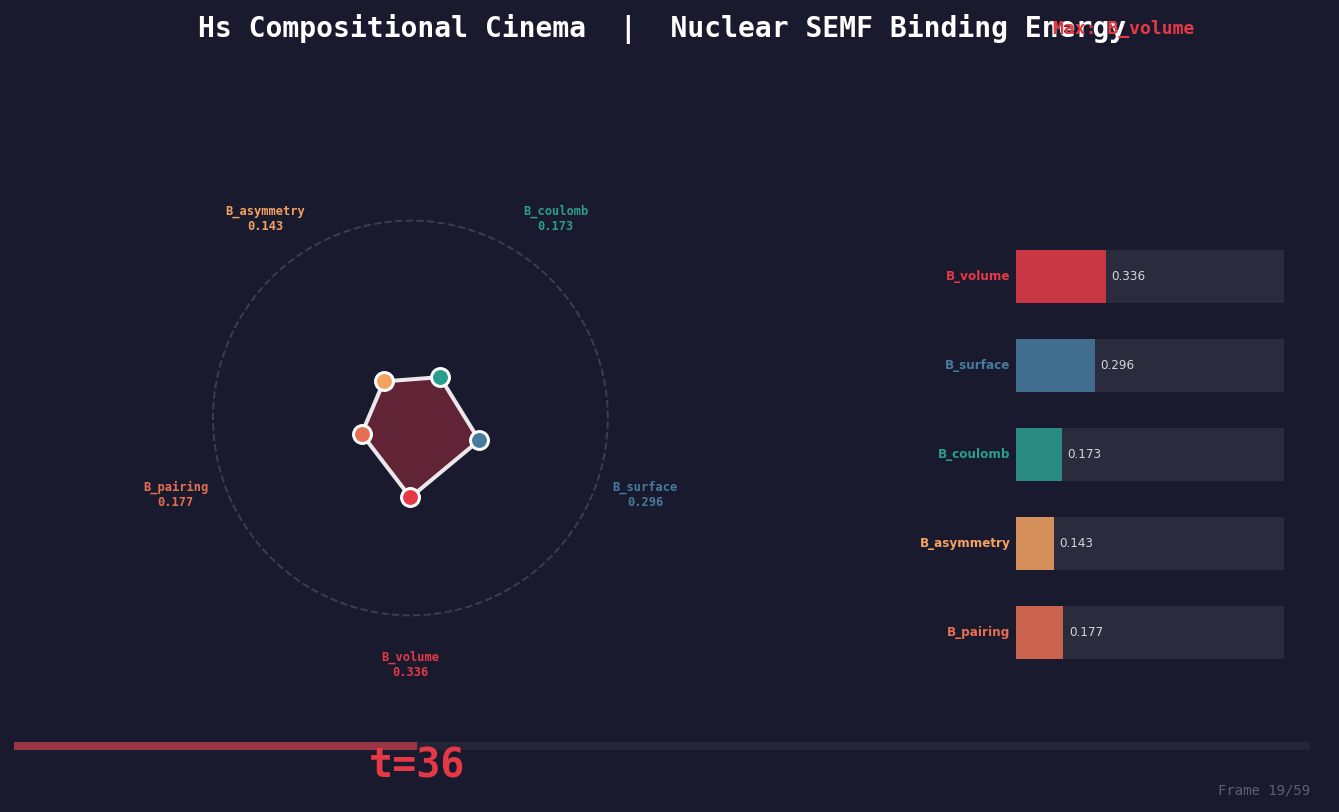 Hs Compositional Cinema | Nuclear SEMF Binding Energy
Max: B_volume
B_asymmetry
0.143
B_coulomb
0.173
B_pairing
0.177
B_surface
0.296
B_volume
0.336
B_volume 0.336
B_surface 0.296
B_coulomb 0.173
B_asymmetry 0.143
B_pairing 0.177
t=36
Frame 19/59